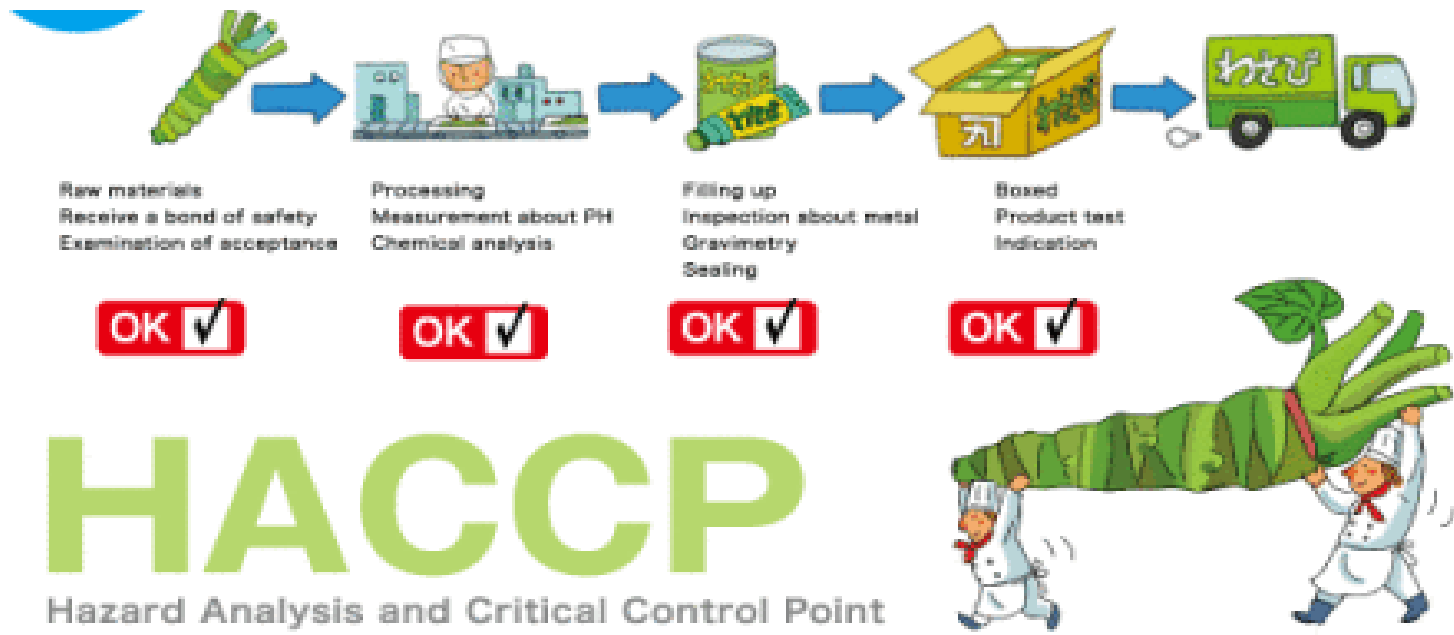 わさび
わさび
わさび
わさび
Raw materials
Receive a bond of safety
Examination of acceptance
Processing
Measurement about PH
Chemical analysis
Filling up
Inspection about metal
Gravimetry
Sealing
Boxed
Product test
Indication
OK
OK
OK
OK
HACCP
Hazard Analysis and Critical Control Point